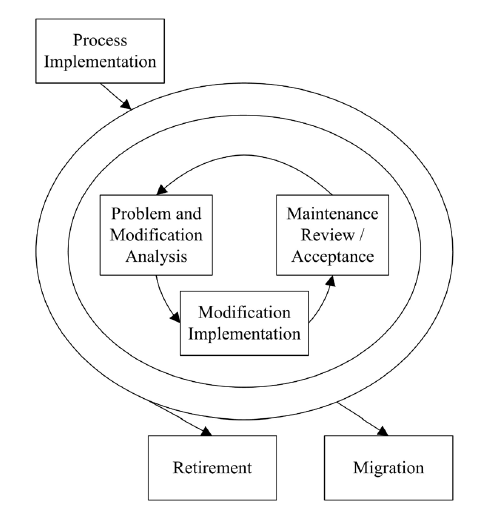 Process
Implementation
Problem and
Modification
Analysis
Maintenance
Review /
Acceptance
Modification
Implementation
Retirement
Migration